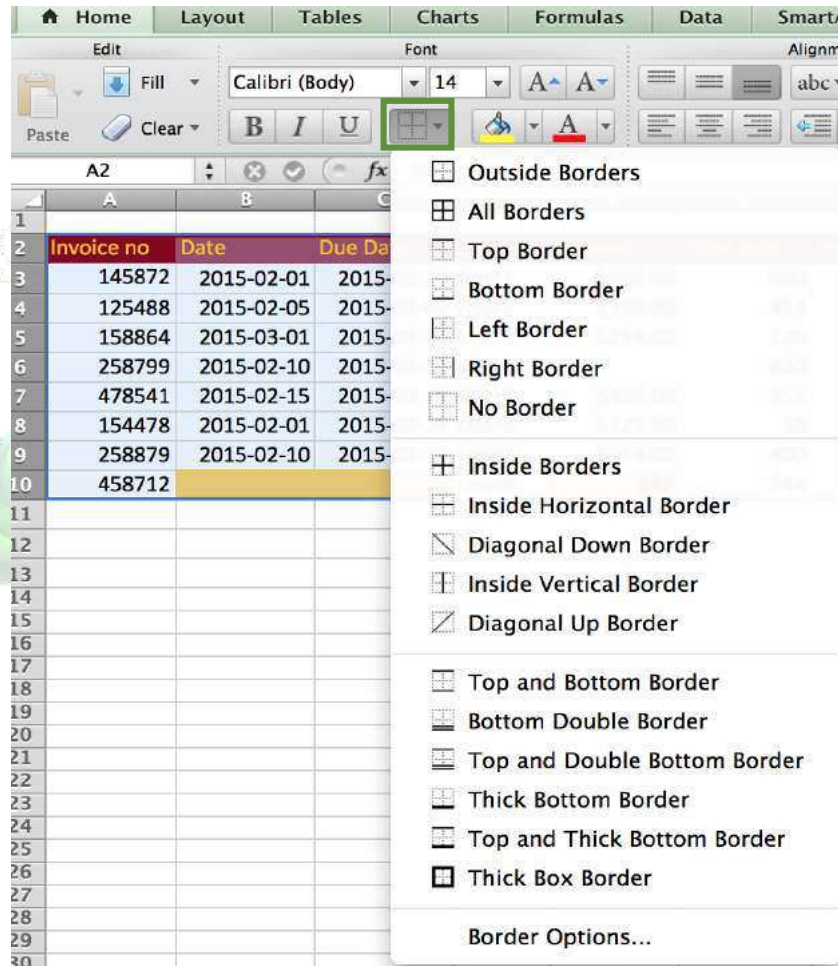 Home Layout Tables Charts Formulas Data Smart
Edit Font Alignm
Fill Calibri (Body) 14 A A abc
Paste Clear B I U A
A2 fx
A B C
1
2 Invoice no Date Due Da
3 145872 2015-02-01 2015-
4 125488 2015-02-05 2015-
5 158864 2015-03-01 2015-
6 258799 2015-02-10 2015-
7 478541 2015-02-15 2015-
8 154478 2015-02-01 2015-
9 258879 2015-02-10 2015-
10 458712
11
12
13
14
15
16
17
18
19
20
21
22
23
24
25
26
27
28
29
30
Outside Borders
All Borders
Top Border
Bottom Border
Left Border
Right Border
No Border
Inside Borders
Inside Horizontal Border
Diagonal Down Border
Inside Vertical Border
Diagonal Up Border
Top and Bottom Border
Bottom Double Border
Top and Double Bottom Border
Thick Bottom Border
Top and Thick Bottom Border
Thick Box Border
Border Options...